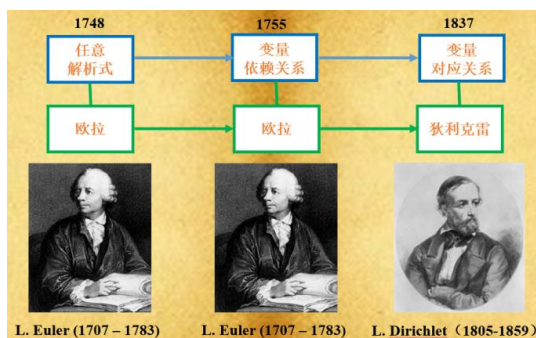 1748
1755
1837
任意
解析式
变量
依赖关系
变量
对应关系
欧拉
欧拉
狄利克雷
L. Euler (1707 – 1783)
L. Euler (1707 – 1783)
L. Dirichlet（1805-1859）